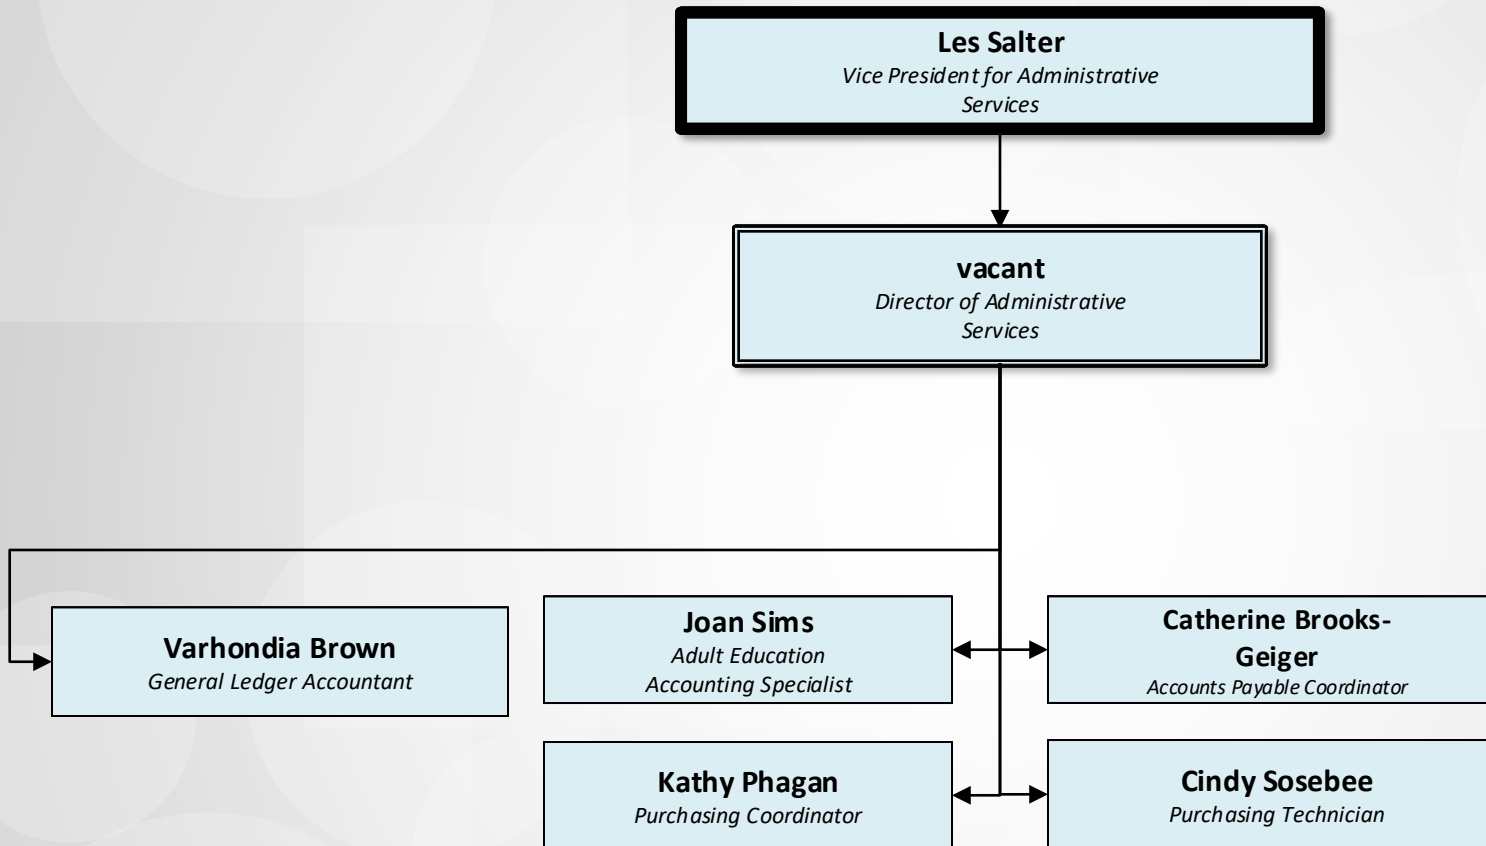 Les Salter
Vice President for Administrative
Services
vacant
Director of Administrative
Services
Varhondia Brown
General Ledger Accountant
Joan Sims
Adult Education
Accounting Specialist
Catherine Brooks-
Geiger
Accounts Payable Coordinator
Kathy Phagan
Purchasing Coordinator
Cindy Sosebee
Purchasing Technician